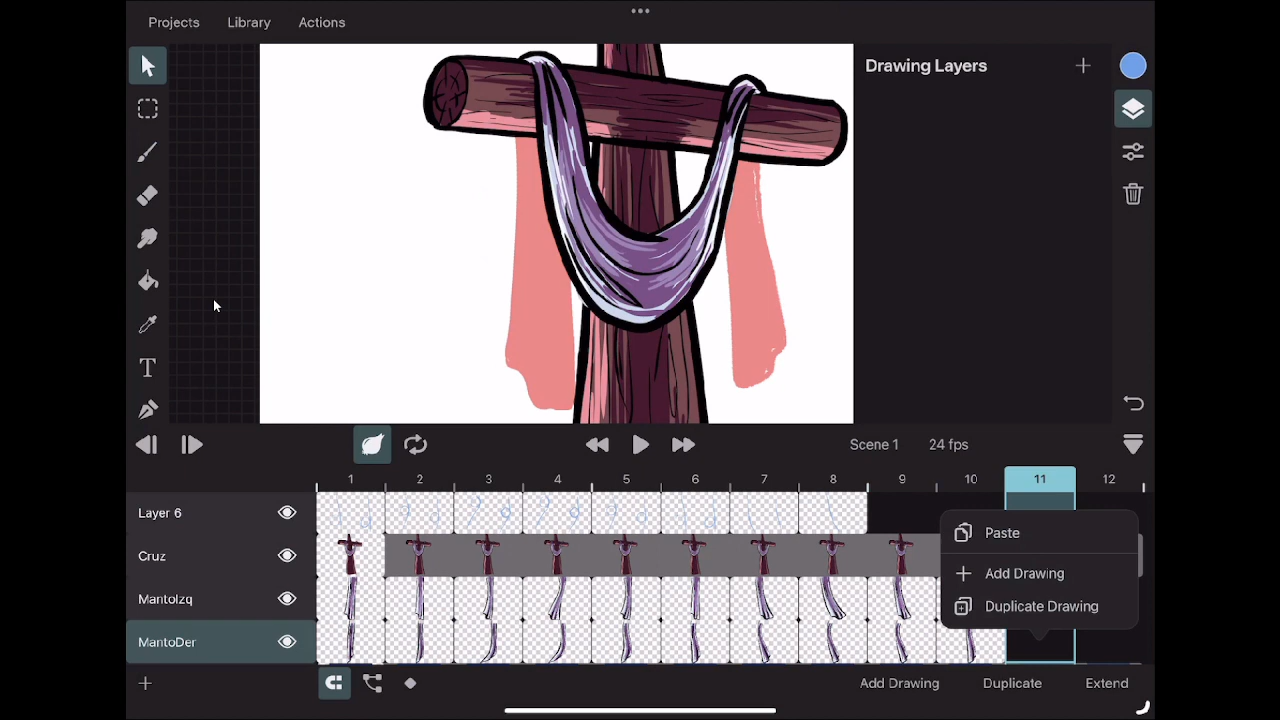 Projects Library Actions
Drawing Layers
T
Scene 1 24 fps
1 2 3 4 5 6 7 8 9 10 11 12
Layer 6
Cruz
MantoIzq
MantoDer
Paste
Add Drawing
Duplicate Drawing
Add Drawing Duplicate Extend